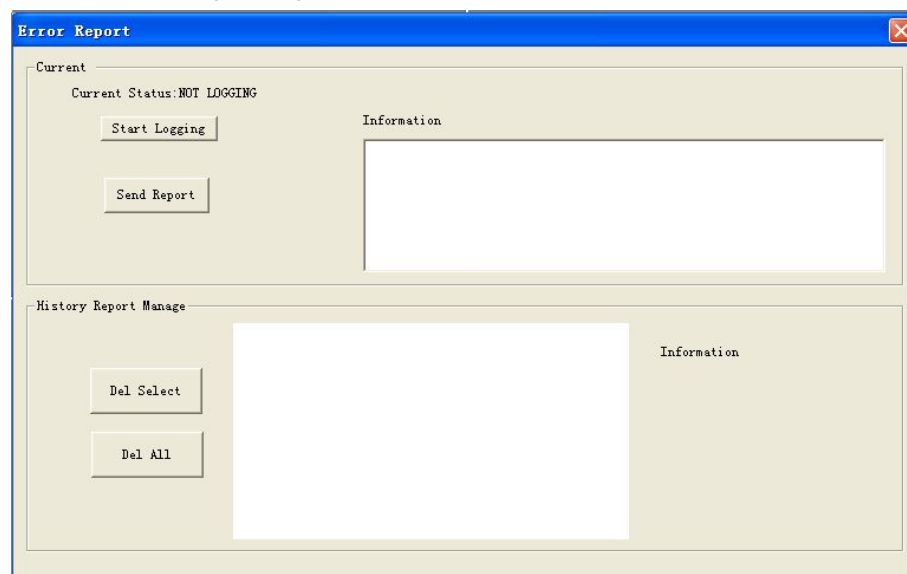 Error Report
Current
Current Status:NOT LOGGING
Start Logging
Information
Send Report
History Report Manage
Information
Del Select
Del All